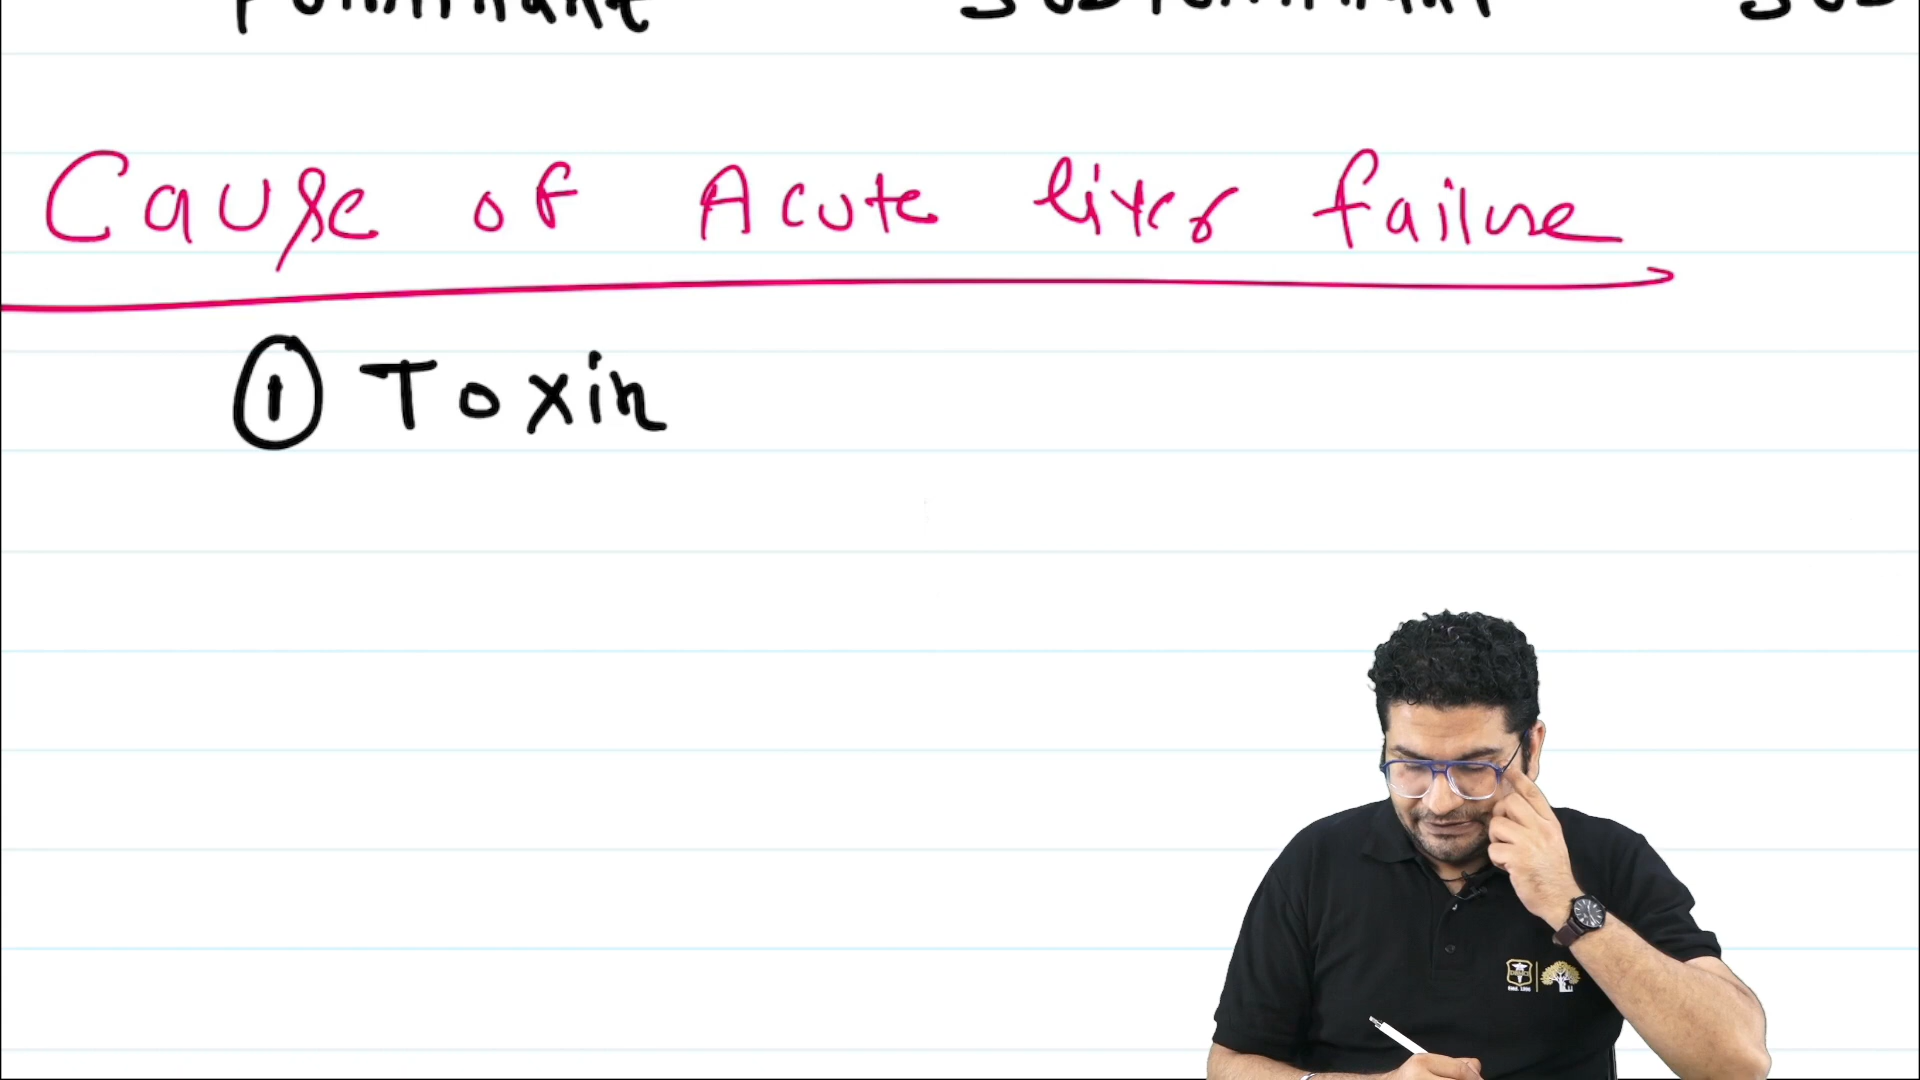 Cause of Acute liver failure
① Toxin